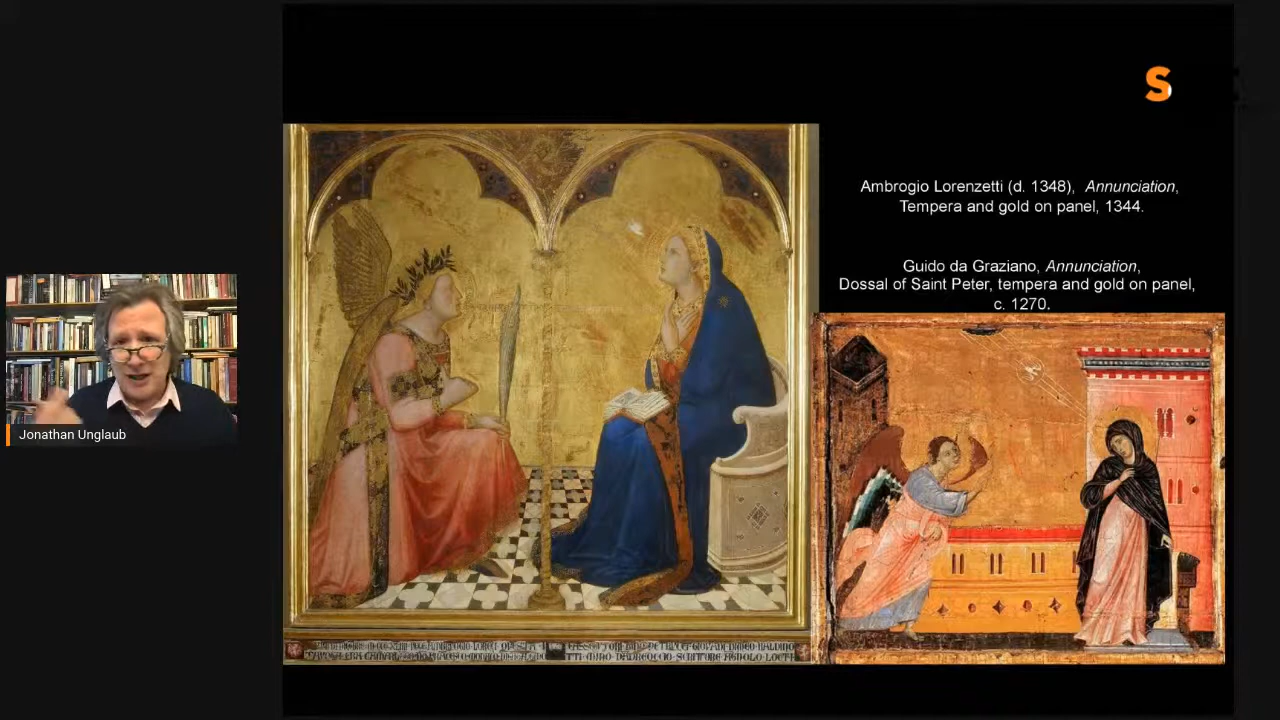 S
Ambrogio Lorenzetti (d. 1348), Annunciation,
Tempera and gold on panel, 1344.
Guido da Graziano, Annunciation,
Dossal of Saint Peter, tempera and gold on panel,
c. 1270.
Jonathan Unglaub